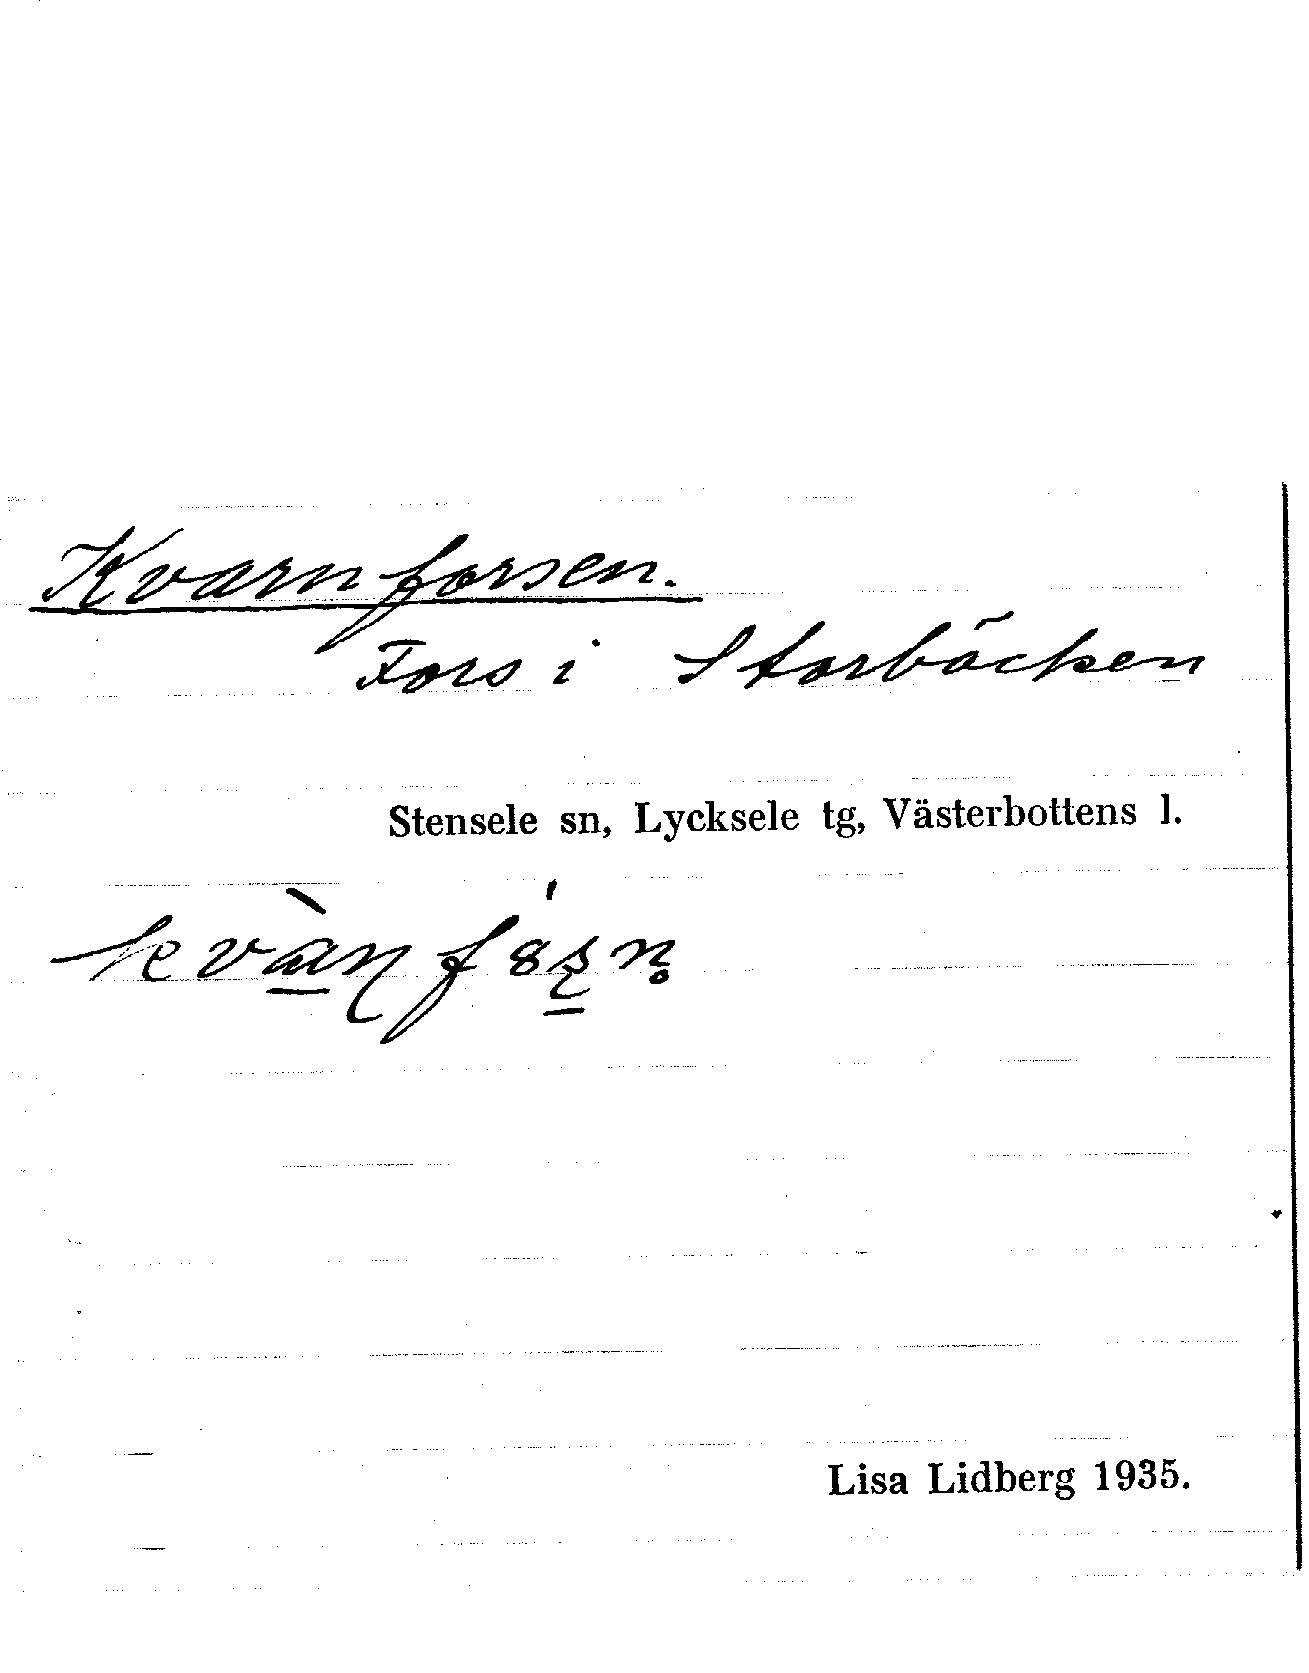 Kvarnforsen.
Fors i Storbäcken
Stensele sn, Lycksele tg, Västerbottens l.
Lisa Lidberg 1935.